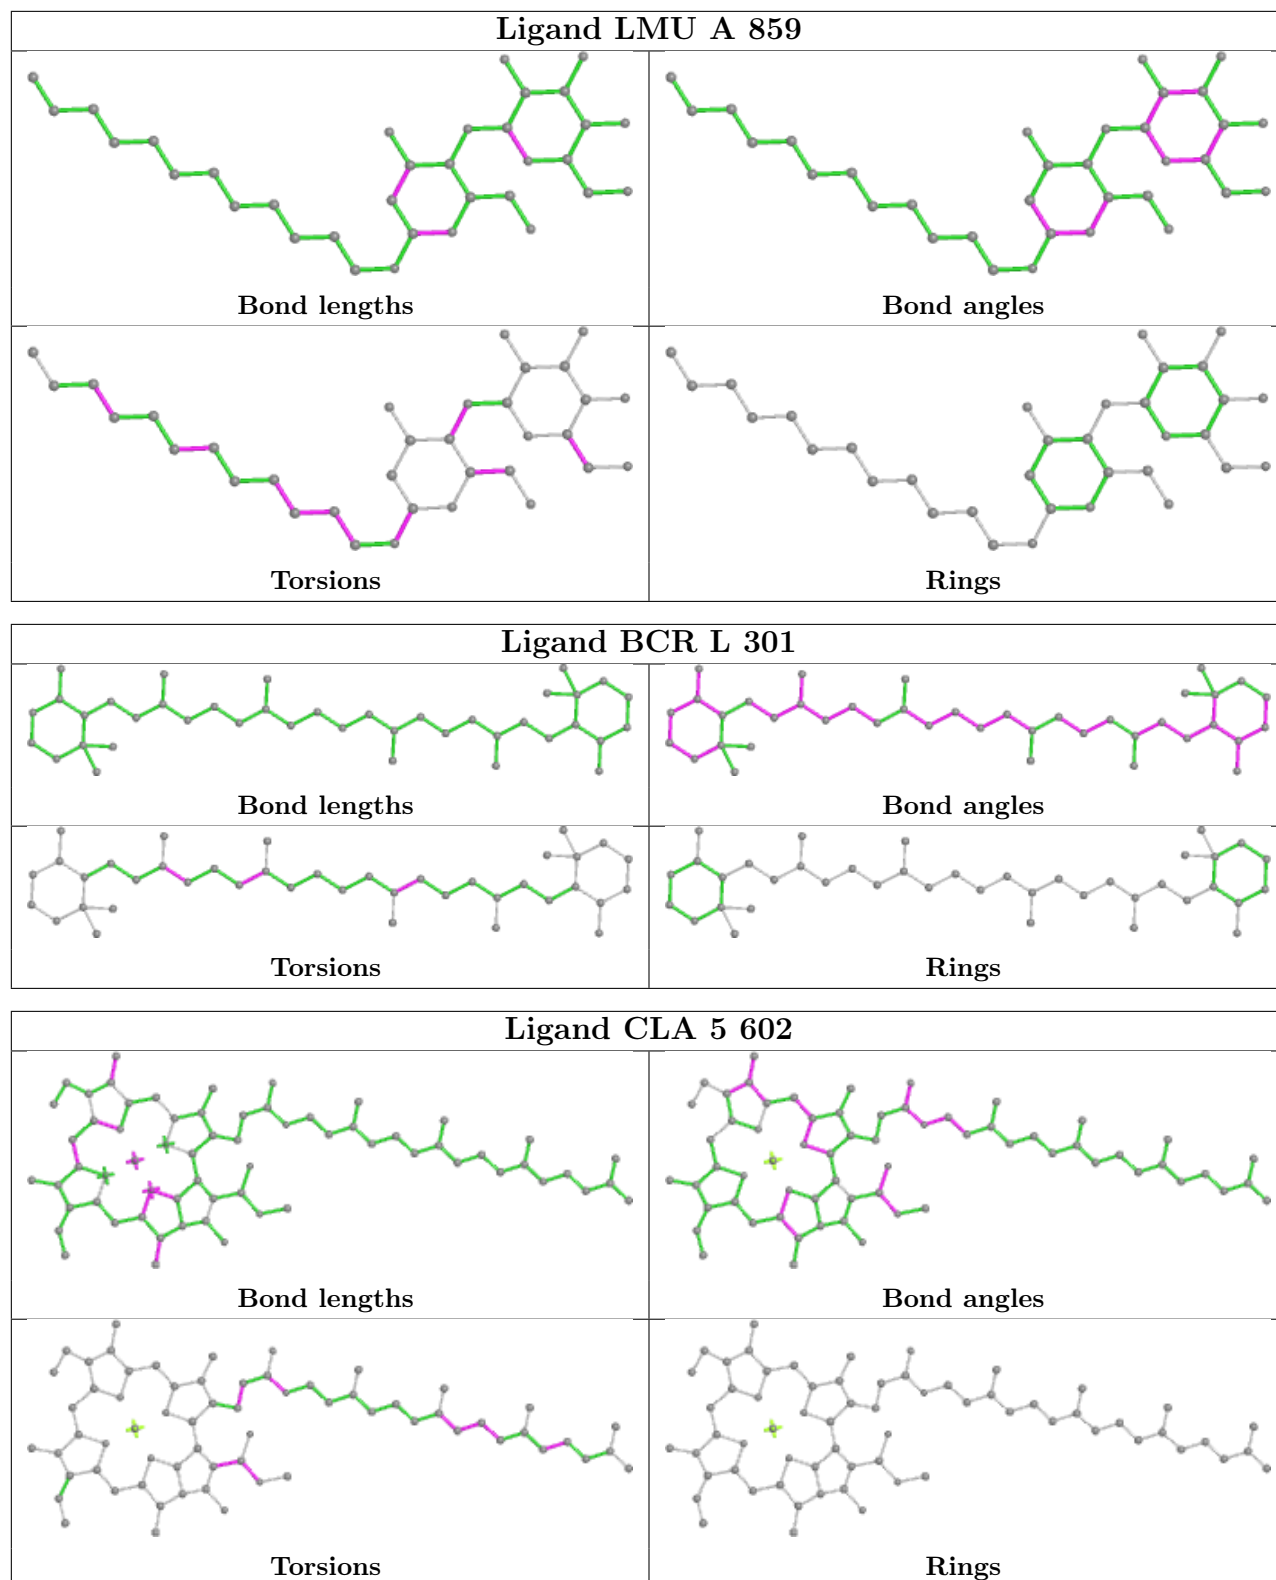 Ligand LMU A 859
Bond lengths
Bond angles
Torsions
Rings
Ligand BCR L 301
Bond lengths
Bond angles
Torsions
Rings
Ligand CLA 5 602
Bond lengths
Bond angles
Torsions
Rings